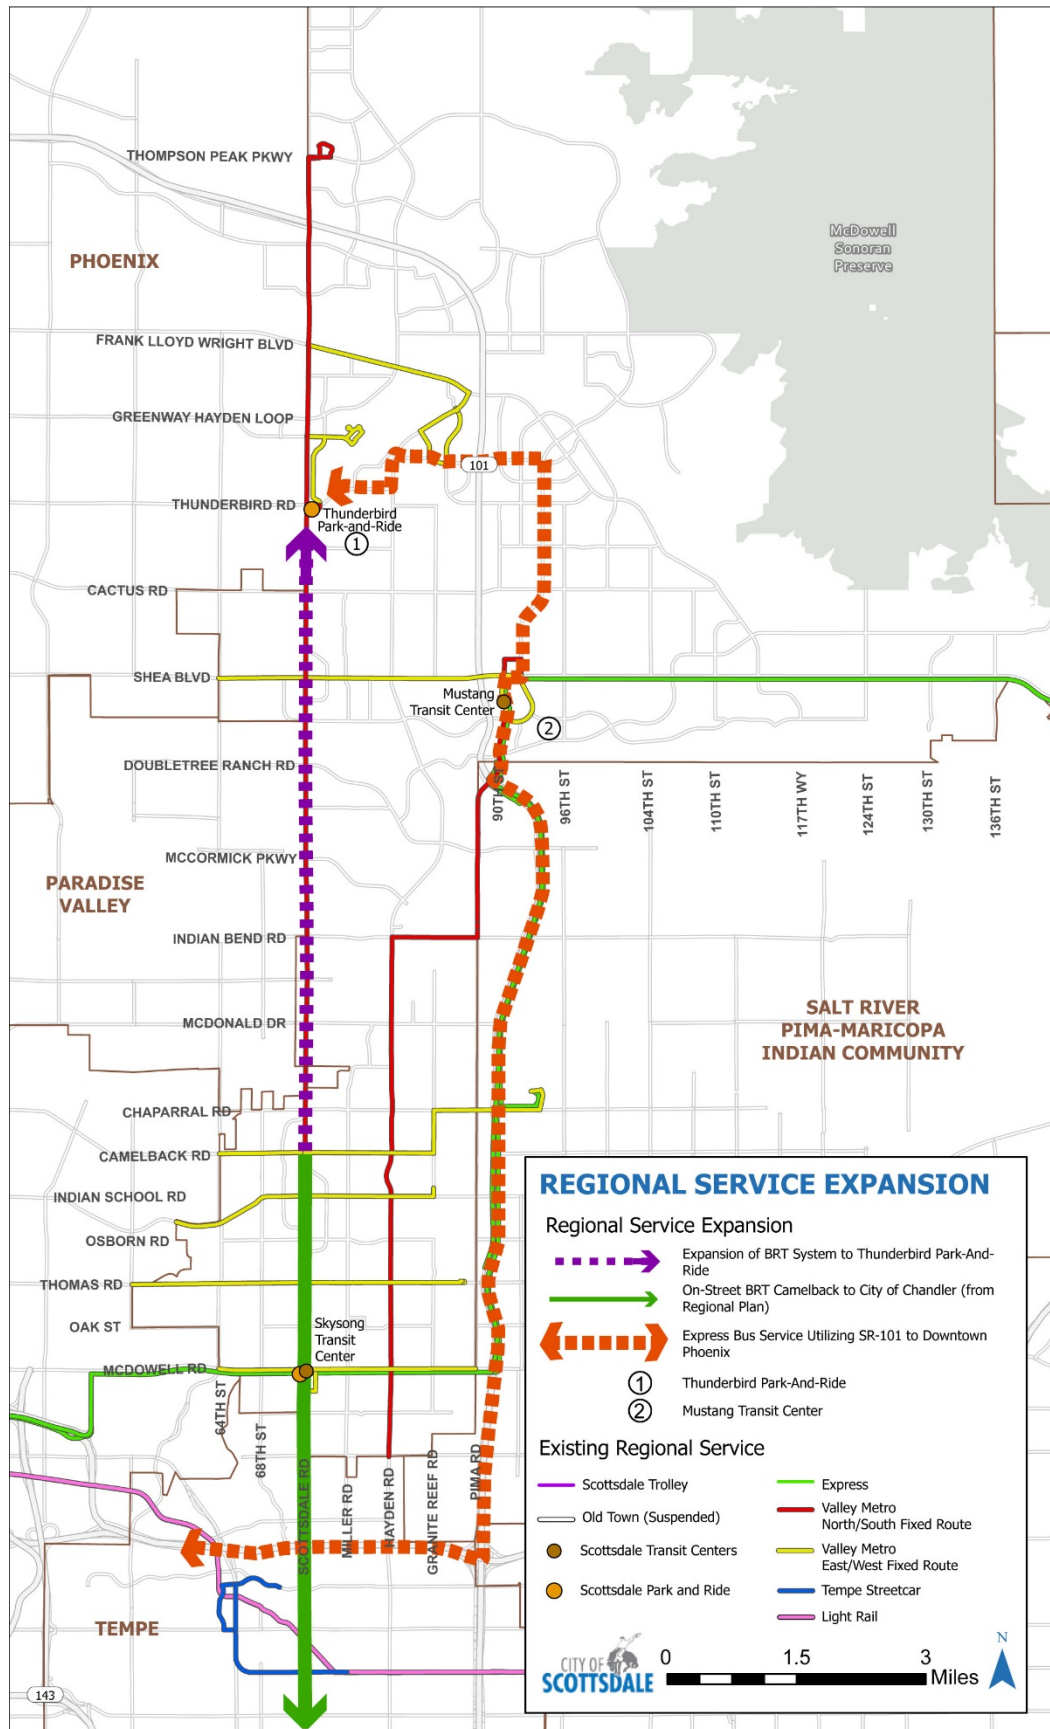 THOMPSON PEAK PKWY
McDowell
Sonoran
Preserve
PHOENIX
FRANK LLOYD WRIGHT BLVD
GREENWAY HAYDEN LOOP
101
THUNDERBIRD RD
Thunderbird
Park-and-Ride
1
CACTUS RD
SHEA BLVD
Mustang
Transit Center
2
DOUBLETREE RANCH RD
90TH ST
96TH ST
104TH ST
110TH ST
117TH WY
124TH ST
130TH ST
136TH ST
MCCORMICK PKWY
PARADISE
VALLEY
INDIAN BEND RD
MCDONALD DR
SALT RIVER
PIMA-MARICOPA
INDIAN COMMUNITY
CHAPARRAL RD
CAMELBACK RD
INDIAN SCHOOL RD
OSBORN RD
THOMAS RD
OAK ST
Skysong
Transit
Center
MCDOWELL RD
64TH ST
68TH ST
SCOTTSDALE RD
MILLER RD
HAYDEN RD
GRANITE REEF RD
PIMA RD
TEMPE
143
REGIONAL SERVICE EXPANSION
Regional Service Expansion
Expansion of BRT System to Thunderbird Park-And-
Ride
On-Street BRT Camelback to City of Chandler (from
Regional Plan)
Express Bus Service Utilizing SR-101 to Downtown
Phoenix
1 Thunderbird Park-And-Ride
2 Mustang Transit Center
Existing Regional Service
Scottsdale Trolley
Old Town (Suspended)
Scottsdale Transit Centers
Scottsdale Park and Ride
Express
Valley Metro
North/South Fixed Route
Valley Metro
East/West Fixed Route
Tempe Streetcar
Light Rail
CITY OF
SCOTTSDALE
0 1.5 3
Miles
N